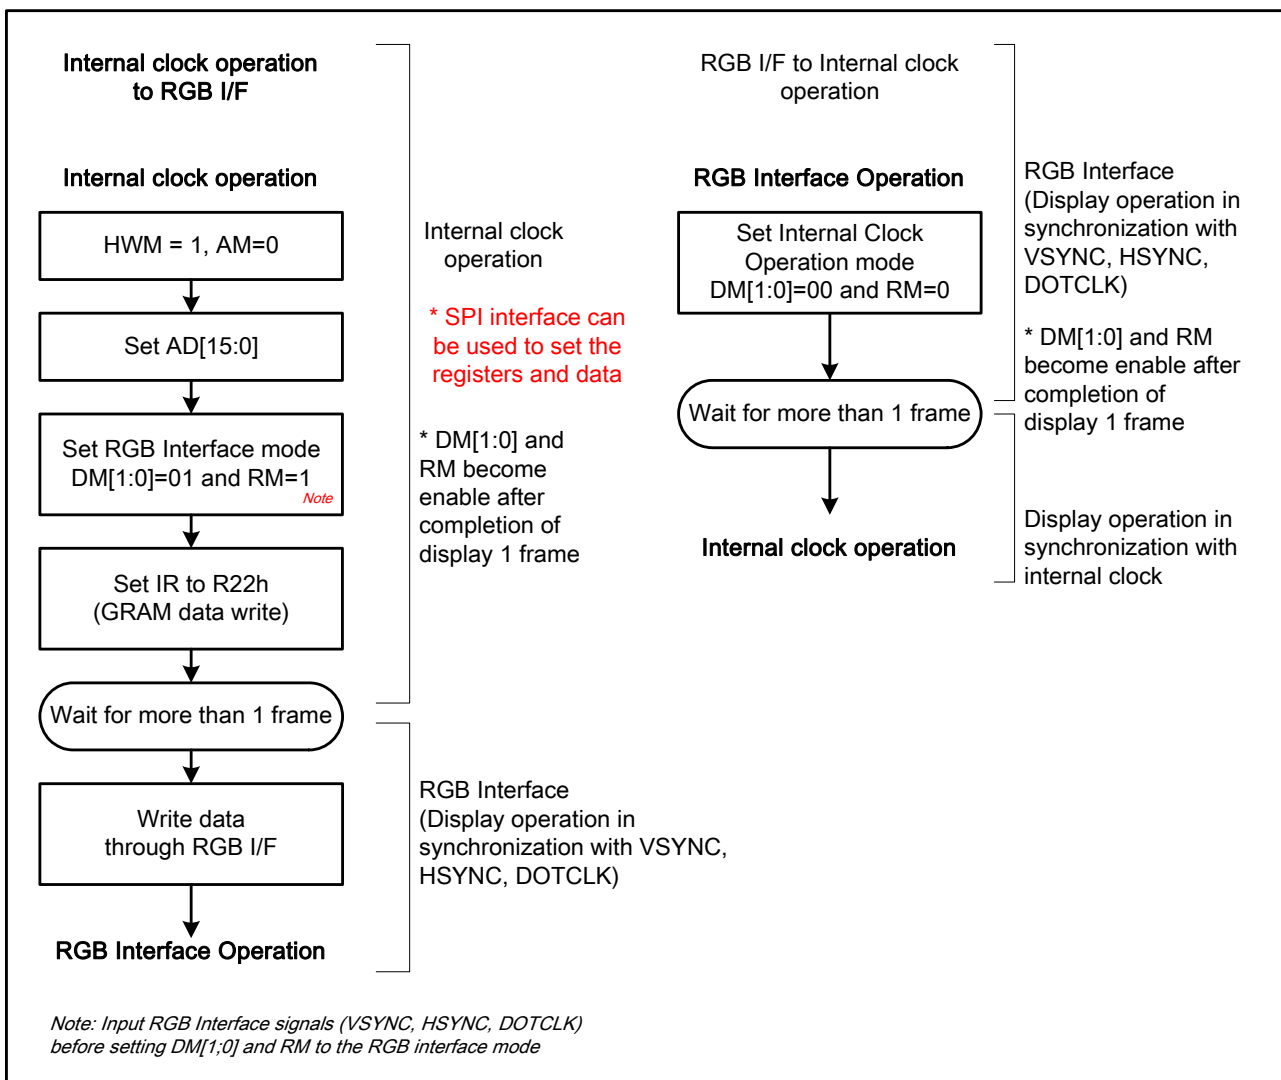 Internal clock operation
to RGB I/F
Internal clock operation
HWM = 1, AM=0
Set AD[15:0]
Set RGB Interface mode
DM[1:0]=01 and RM=1
Note
Set IR to R22h
(GRAM data write)
Wait for more than 1 frame
Write data
through RGB I/F
RGB Interface Operation
Internal clock
operation
* SPI interface can
be used to set the
registers and data
* DM[1:0] and
RM become
enable after
completion of
display 1 frame
RGB Interface
(Display operation in
synchronization with VSYNC,
HSYNC, DOTCLK)
RGB I/F to Internal clock
operation
RGB Interface Operation
Set Internal Clock
Operation mode
DM[1:0]=00 and RM=0
Wait for more than 1 frame
Internal clock operation
RGB Interface
(Display operation in
synchronization with
VSYNC, HSYNC,
DOTCLK)
* DM[1:0] and RM
become enable after
completion of
display 1 frame
Display operation in
synchronization with
internal clock
Note: Input RGB Interface signals (VSYNC, HSYNC, DOTCLK)
before setting DM[1;0] and RM to the RGB interface mode